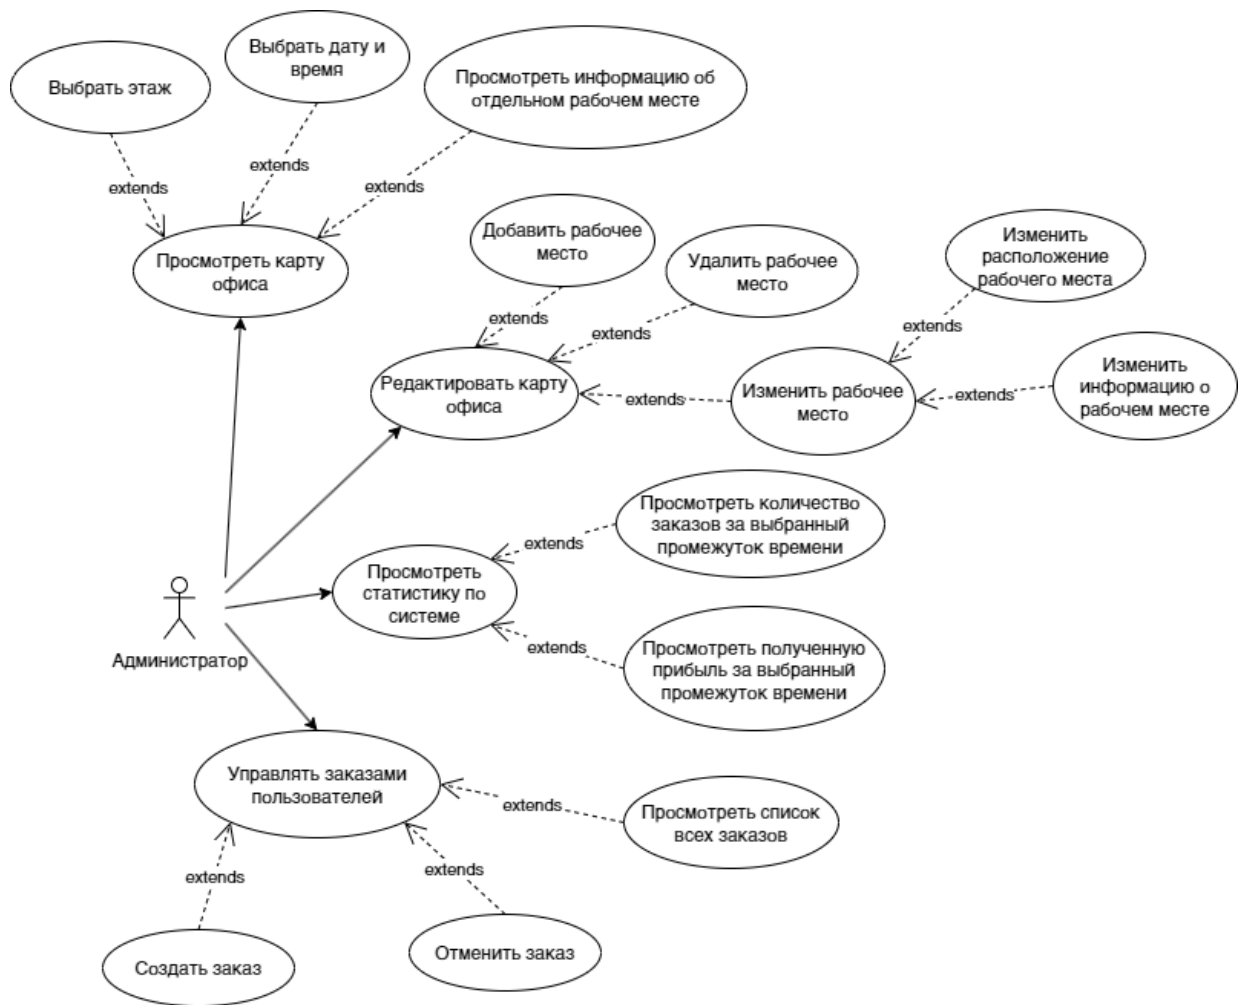 Выбрать этаж
Выбрать дату и
время
Просмотреть информацию об
отдельном рабочем месте
extends
extends
extends
Просмотреть карту
офиса
Добавить рабочее
место
Удалить рабочее
место
Изменить
расположение
рабочего места
extends
extends
extends
Редактировать карту
офиса
extends
Изменить рабочее
место
extends
Изменить
информацию о
рабочем месте
Просмотреть количество
заказов за выбранный
промежуток времени
extends
Просмотреть
статистику по
системе
extends
Просмотреть полученную
прибыль за выбранный
промежуток времени
Администратор
Управлять заказами
пользователей
extends
Просмотреть список
всех заказов
extends
extends
Создать заказ
Отменить заказ